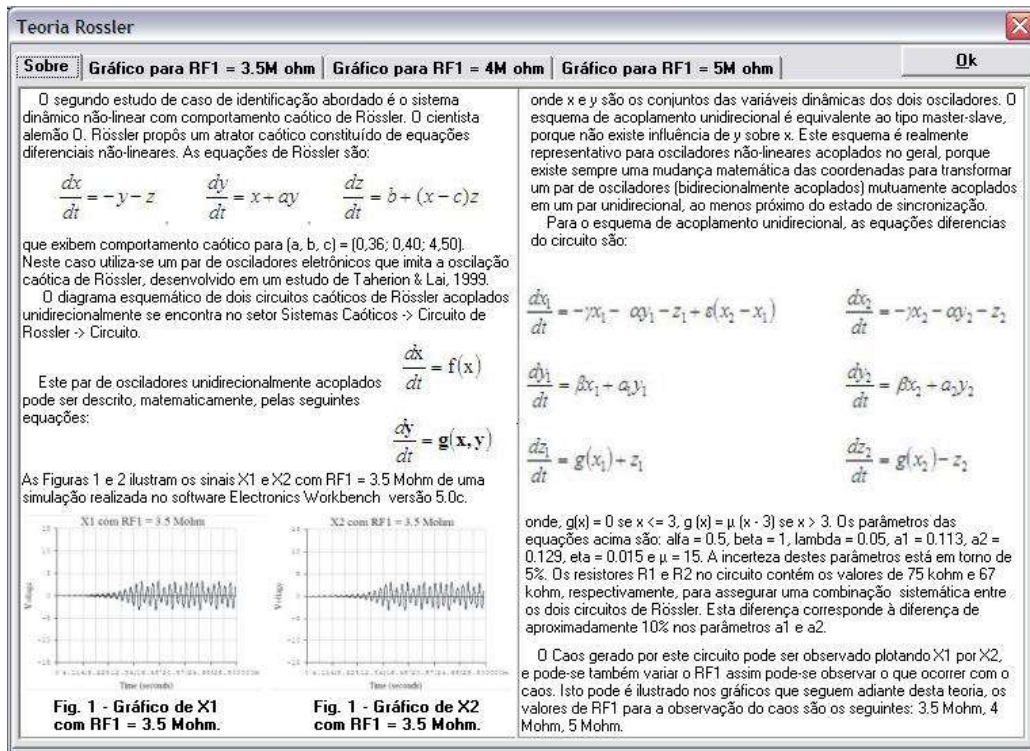 Teoria Rossler
Sobre
Gráfico para RF1 = 3.5M ohm
Gráfico para RF1 = 4M ohm
Gráfico para RF1 = 5M ohm
Ok
O segundo estudo de caso de identificação abordado é o sistema
dinâmico não-linear com comportamento caótico de Rössler. O cientista
alemão O. Rössler propôs um atrator caótico constituído de equações
diferenciais não-lineares. As equações de Rössler são:
dx/dt = -y - z , dy/dt = x + ay , dz/dt = b + (x - c)z
que exibem comportamento caótico para (a, b, c) = (0,36; 0,40; 4,50).
Neste caso utiliza-se um par de osciladores eletrônicos que imita a oscilação
caótica de Rössler, desenvolvido em um estudo de Taherion & Lai, 1999.
O diagrama esquemático de dois circuitos caóticos de Rössler acoplados
unidirecionalmente se encontra no setor Sistemas Caóticos -> Circuito de
Rossler -> Circuito.
dx/dt = f(x)
Este par de osciladores unidirecionalmente acoplados
pode ser descrito, matematicamente, pelas seguintes
equações:
dy/dt = g(x, y)
As Figuras 1 e 2 ilustram os sinais X1 e X2 com RF1 = 3.5 Mohm de uma
simulação realizada no software Electronics Workbench versão 5.0c.
X1 com RF1 = 3.5 Mohm
Voltage
Time (seconds)
Fig. 1 - Gráfico de X1
com RF1 = 3.5 Mohm.
X2 com RF1 = 3.5 Mohm
Voltage
Time (seconds)
Fig. 1 - Gráfico de X2
com RF1 = 3.5 Mohm.
onde x e y são os conjuntos das variáveis dinâmicas dos dois osciladores. O
esquema de acoplamento unidirecional é equivalente ao tipo master-slave,
porque não existe influência de y sobre x. Este esquema é realmente
representativo para osciladores não-lineares acoplados no geral, porque
existe sempre uma mudança matemática das coordenadas para transformar
um par de osciladores (bidirecionalmente acoplados) mutuamente acoplados
em um par unidirecional, ao menos próximo do estado de sincronização.
Para o esquema de acoplamento unidirecional, as equações diferencias
do circuito são:
dx₁/dt = -γx₁ - αy₁ - z₁ + ε(x₂ - x₁)
dx₂/dt = -γx₂ - αy₂ - z₂
dy₁/dt = βx₁ + a₁y₁
dy₂/dt = βx₂ + a₂y₂
dz₁/dt = g(x₁) + z₁
dz₂/dt = g(x₂) - z₂
onde, g(x) = 0 se x <= 3, g (x) = μ (x - 3) se x > 3. Os parâmetros das
equações acima são: alfa = 0.5, beta = 1, lambda = 0.05, a1 = 0.113, a2 =
0.129, eta = 0.015 e μ = 15. A incerteza destes parâmetros está em torno de
5%. Os resistores R1 e R2 no circuito contém os valores de 75 kohm e 67
kohm, respectivamente, para assegurar uma combinação sistemática entre
os dois circuitos de Rössler. Esta diferença corresponde à diferença de
aproximadamente 10% nos parâmetros a1 e a2.
O Caos gerado por este circuito pode ser observado plotando X1 por X2,
e pode-se também variar o RF1 assim pode-se observar o que ocorrer com o
caos. Isto pode é ilustrado nos gráficos que seguem adiante desta teoria, os
valores de RF1 para a observação do caos são os seguintes: 3.5 Mohm, 4
Mohm, 5 Mohm.